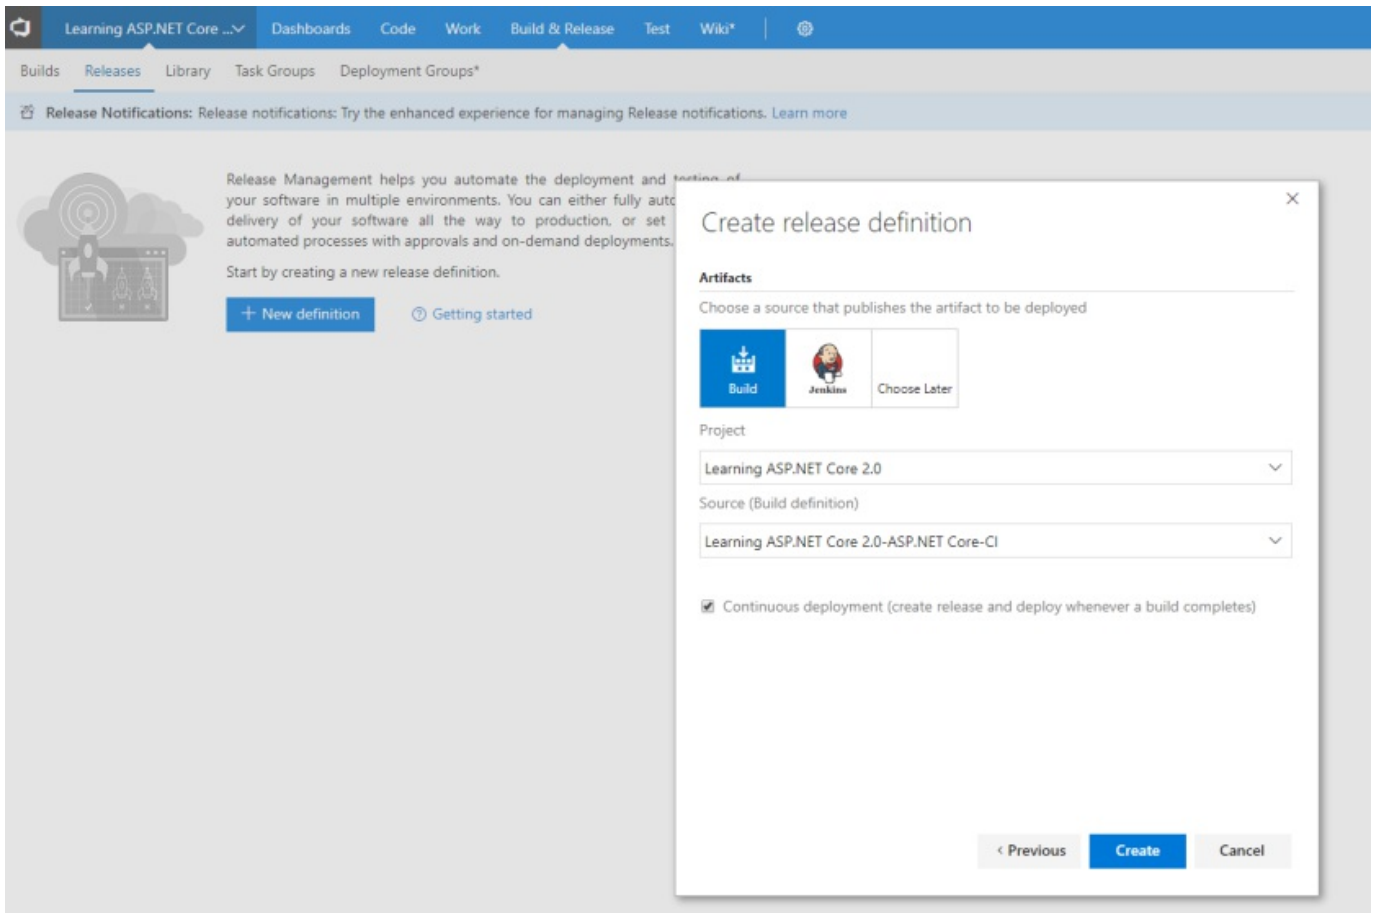 Learning ASP.NET Core ... Dashboards Code Work Build & Release Test Wiki*
Builds Releases Library Task Groups Deployment Groups*
Release Notifications: Release notifications: Try the enhanced experience for managing Release notifications. Learn more
Release Management helps you automate the deployment and testing of
your software in multiple environments. You can either fully auto
delivery of your software all the way to production, or set
automated processes with approvals and on-demand deployments.
Start by creating a new release definition.
+ New definition Getting started
Create release definition
Artifacts
Choose a source that publishes the artifact to be deployed
Build Jenkins Choose Later
Project
Learning ASP.NET Core 2.0
Source (Build definition)
Learning ASP.NET Core 2.0-ASP.NET Core-CI
Continuous deployment (create release and deploy whenever a build completes)
< Previous Create Cancel